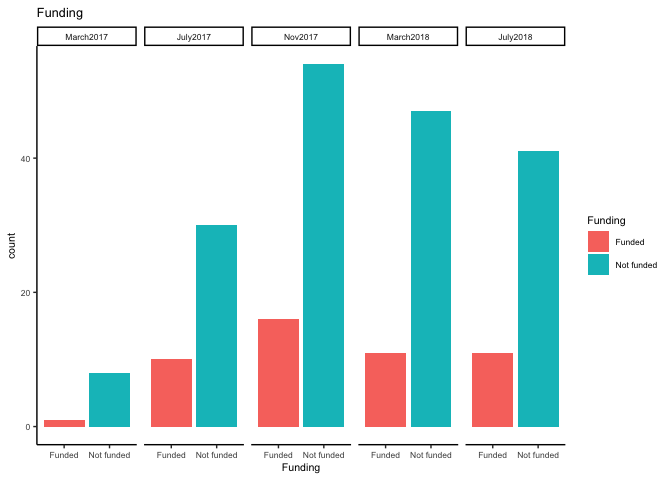 Funding
March2017 July2017 Nov2017 March2018 July2018
40
20
0
count
Funded Not funded Funded Not funded Funded Not funded Funded Not funded Funded Not funded
Funding
Funding
Funded
Not funded